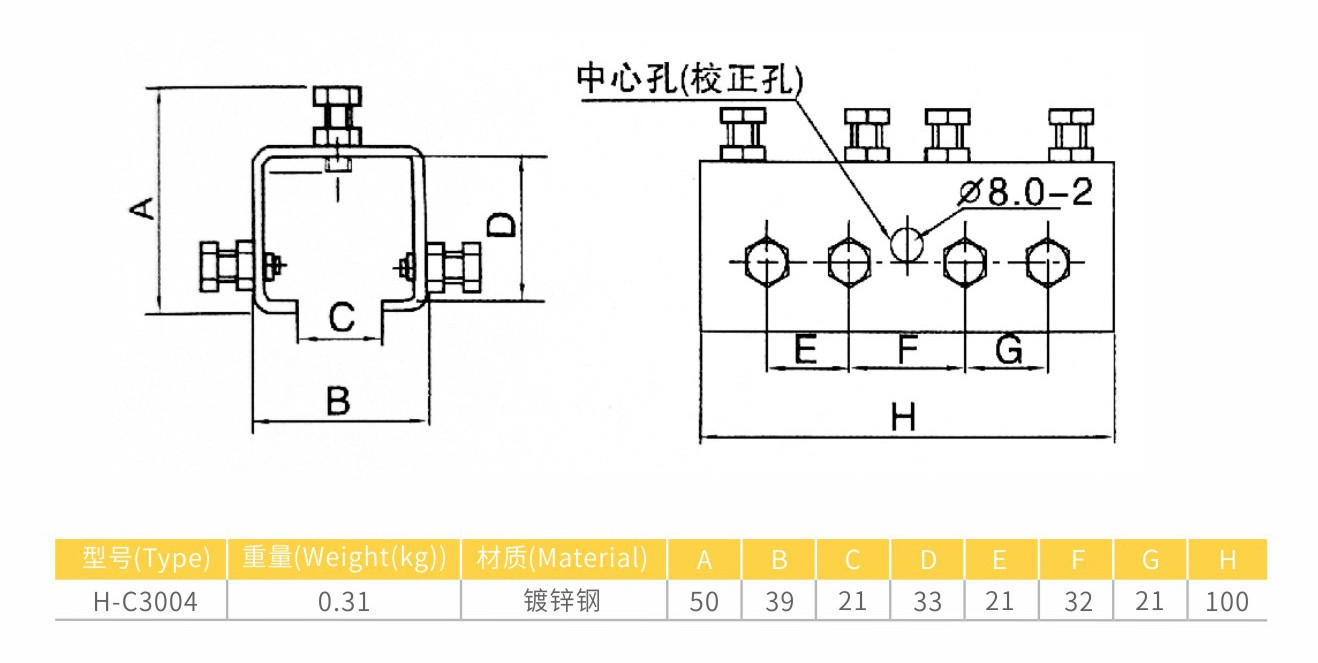 中心孔(校正孔)
A
D
C
B
⌀8.0-2
E F G
H
型号(Type) 重量(Weight(kg)) 材质(Material) A B C D E F G H
H-C3004 0.31 镀锌钢 50 39 21 33 21 32 21 100